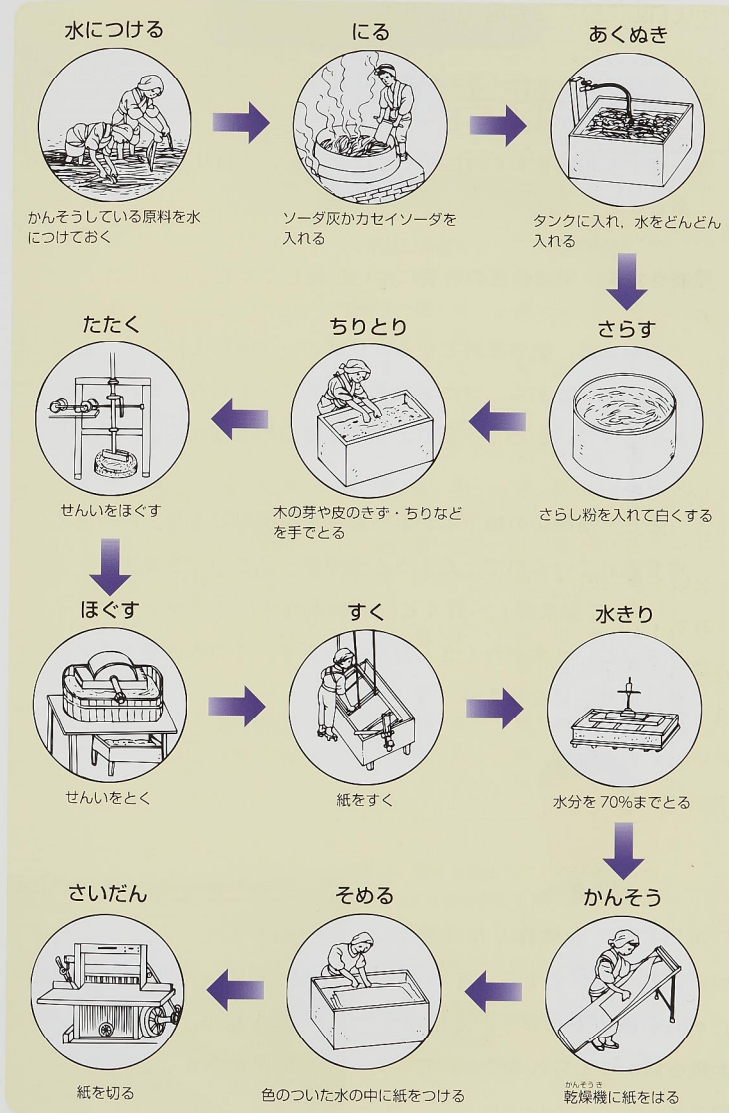 水につける
かんそうしている原料を水
につけておく
にる
ソーダ灰かカセイソーダを
入れる
あくぬき
タンクに入れ，水をどんどん
入れる
さらす
さらし粉を入れて白くする
ちりとり
木の芽や皮のきず・ちりなど
を手でとる
たたく
せんいをほぐす
ほぐす
せんいをとく
すく
紙をすく
水きり
水分を70%までとる
かんそう
かんそうき
乾燥機に紙をはる
そめる
色のついた水の中に紙をつける
さいだん
紙を切る